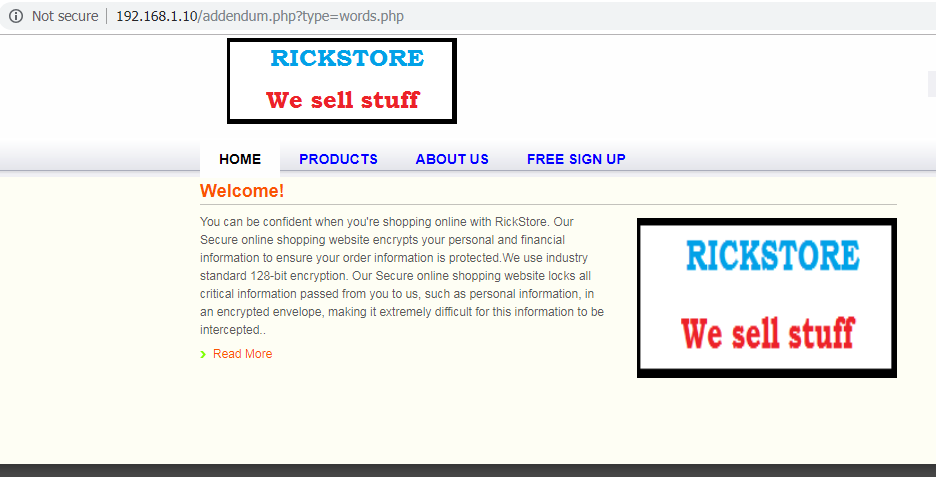 Not secure | 192.168.1.10/addendum.php?type=words.php
RICKSTORE
We sell stuff
HOME PRODUCTS ABOUT US FREE SIGN UP
Welcome!
You can be confident when you're shopping online with RickStore. Our
Secure online shopping website encrypts your personal and financial
information to ensure your order information is protected.We use industry
standard 128-bit encryption. Our Secure online shopping website locks all
critical information passed from you to us, such as personal information, in
an encrypted envelope, making it extremely difficult for this information to be
intercepted..
Read More
RICKSTORE
We sell stuff